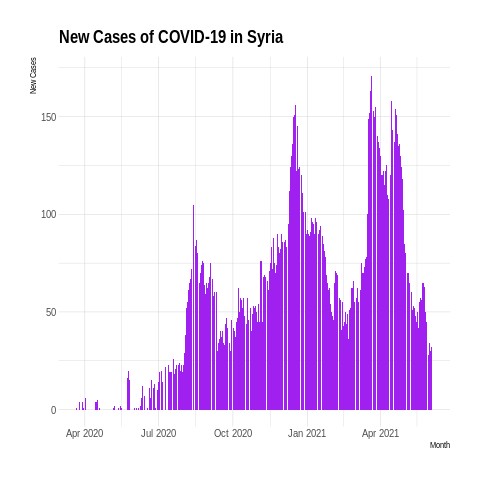 New Cases of COVID-19 in Syria
New Cases
150
100
50
0
Apr 2020 Jul 2020 Oct 2020 Jan 2021 Apr 2021
Month